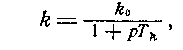 k = k₀ / (1 + pTₕ),